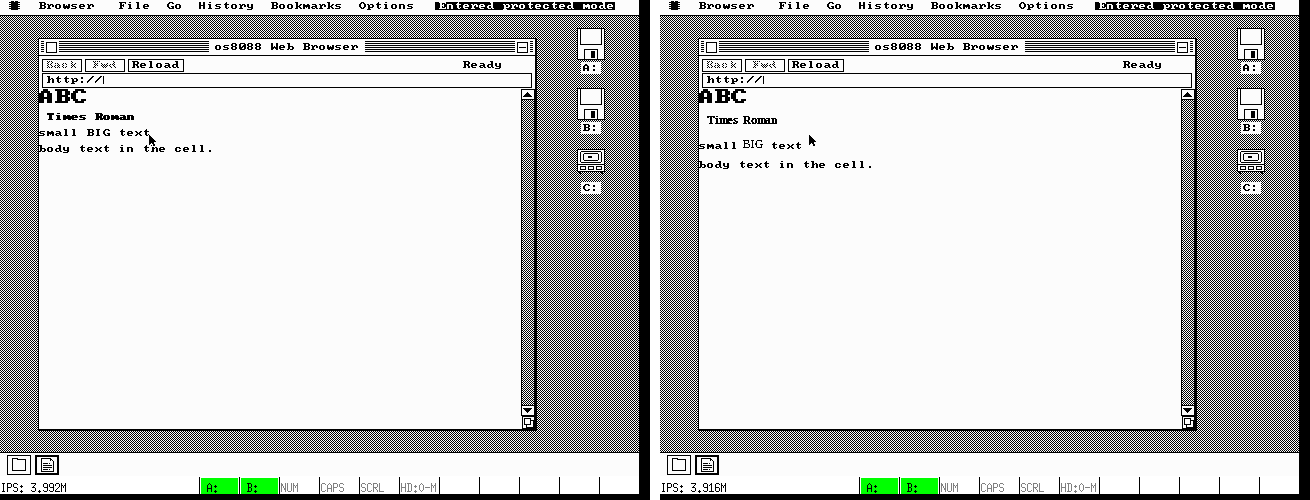 Browser File Go History Bookmarks Options Entered protected mode
os8088 Web Browser
Back Fwd Reload Ready
http://
ABC
Times Roman
small BIG text
body text in the cell.
A:
B:
C:
IPS: 3.992M A: B: NUM CAPS SCRL HD:0-M
Browser File Go History Bookmarks Options Entered protected mode
os8088 Web Browser
Back Fwd Reload Ready
http://
ABC
Times Roman
small BIG text
body text in the cell.
A:
B:
C:
IPS: 3.916M A: B: NUM CAPS SCRL HD:0-M